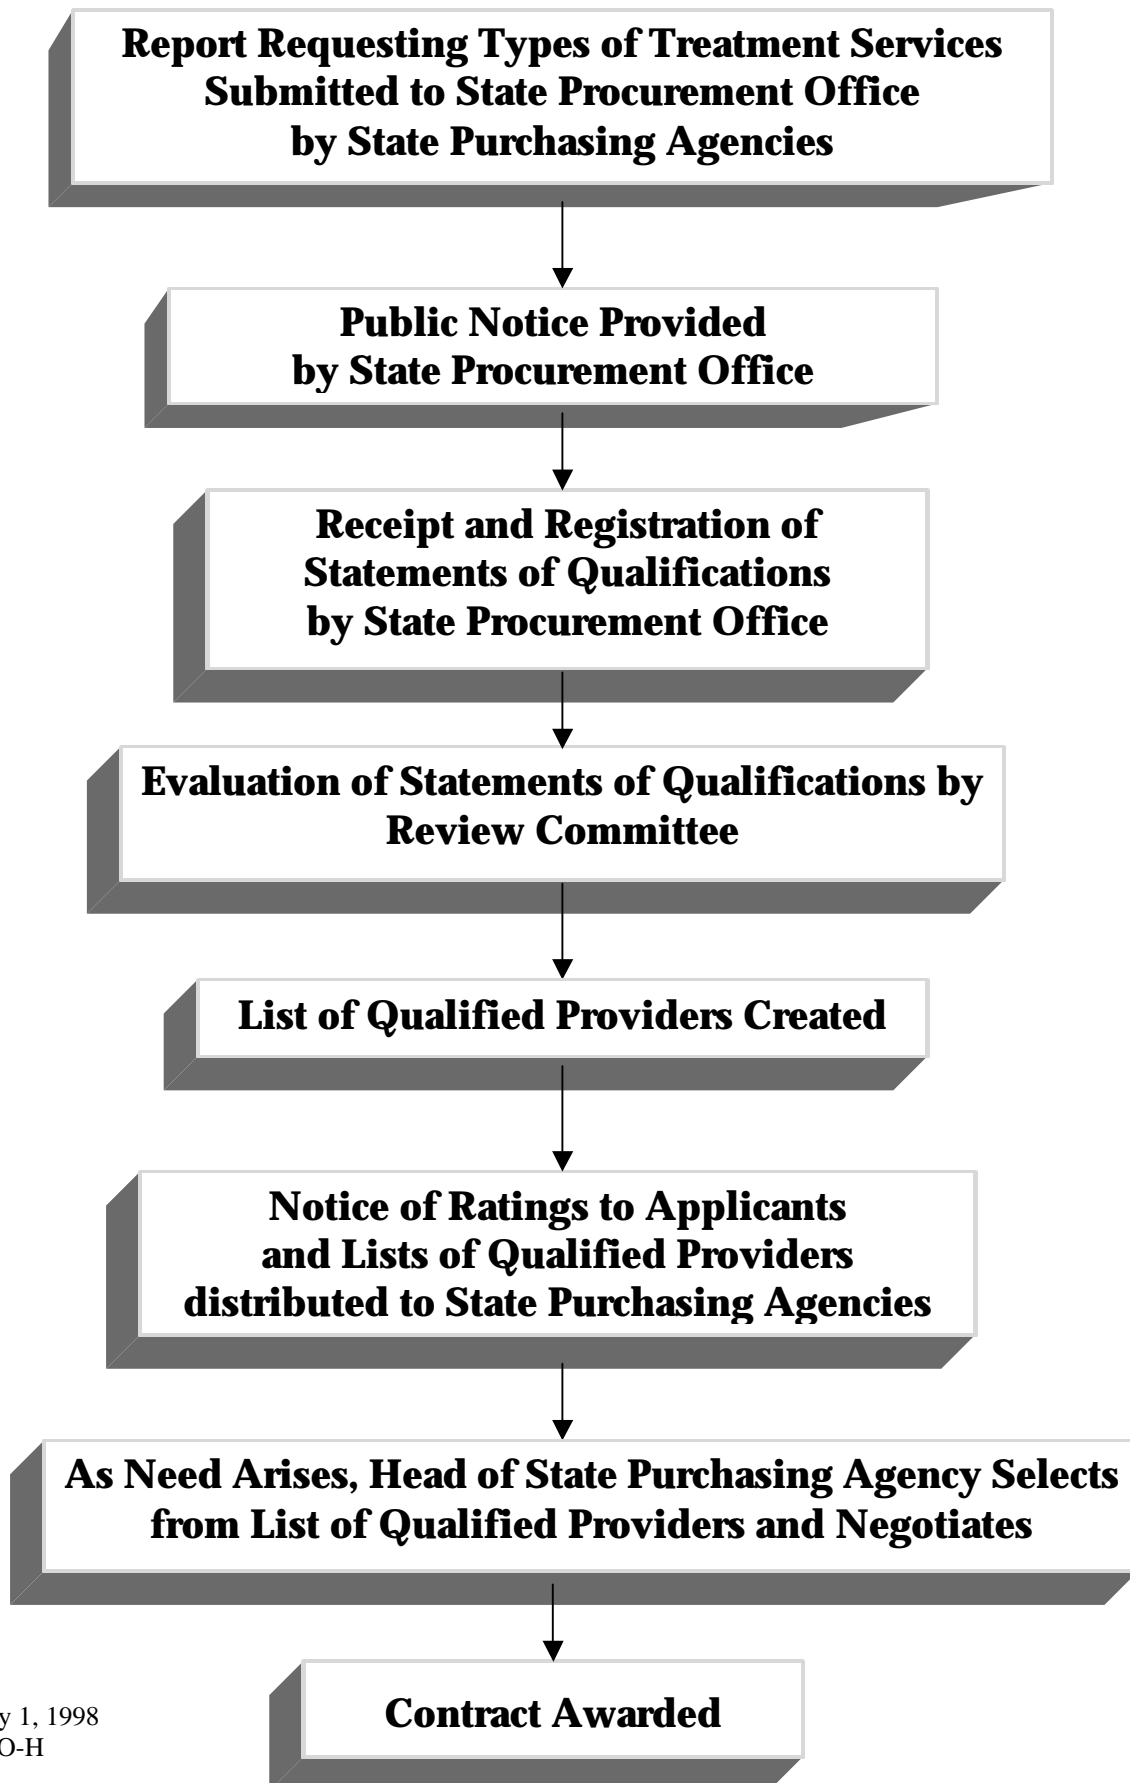 Report Requesting Types of Treatment Services
Submitted to State Procurement Office
by State Purchasing Agencies
Public Notice Provided
by State Procurement Office
Receipt and Registration of
Statements of Qualifications
by State Procurement Office
Evaluation of Statements of Qualifications by
Review Committee
List of Qualified Providers Created
Notice of Ratings to Applicants
and Lists of Qualified Providers
distributed to State Purchasing Agencies
As Need Arises, Head of State Purchasing Agency Selects
from List of Qualified Providers and Negotiates
Contract Awarded
y 1, 1998
O-H